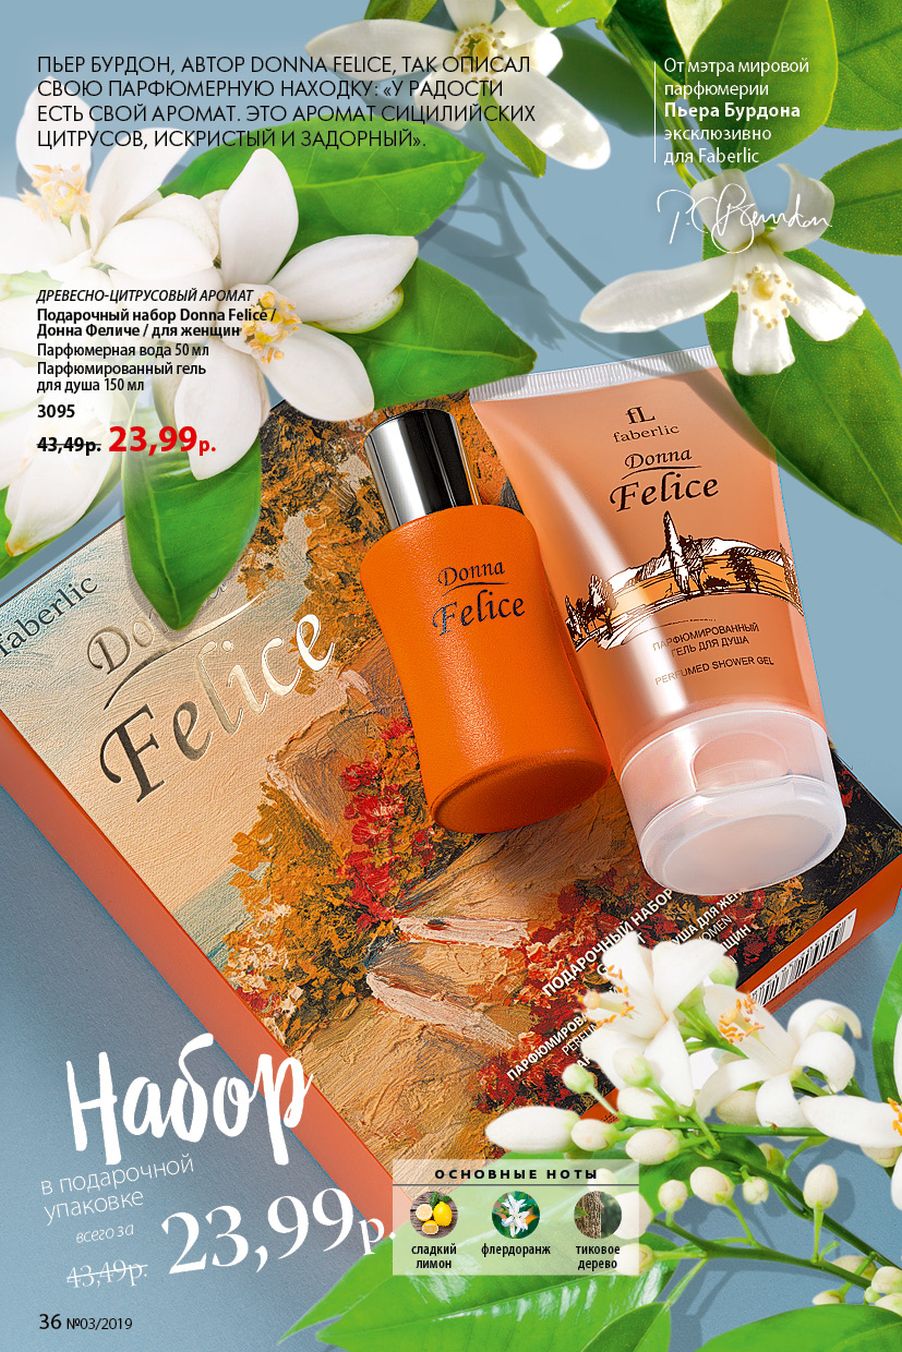 ПЬЕР БУРДОН, АВТОР DONNA FELICE, ТАК ОПИСАЛ
СВОЮ ПАРФЮМЕРНУЮ НАХОДКУ: «У РАДОСТИ
ЕСТЬ СВОЙ АРОМАТ. ЭТО АРОМАТ СИЦИЛИЙСКИХ
ЦИТРУСОВ, ИСКРИСТЫЙ И ЗАДОРНЫЙ».
От мэтра мировой
парфюмерии
Пьера Бурдона
эксклюзивно
для Faberlic
ДРЕВЕСНО-ЦИТРУСОВЫЙ АРОМАТ
Подарочный набор Donna Felice /
Донна Феличе / для женщин
Парфюмерная вода 50 мл
Парфюмированный гель
для душа 150 мл
3095
43,49р. 23,99р.
fL
faberlic
Donna
Felice
ПАРФЮМИРОВАННЫЙ
ГЕЛЬ ДЛЯ ДУША
PERFUMED SHOWER GEL
Donna
Felice
faberlic
Felice
ПОДАРОЧНЫЙ НАБОР
Набор
в подарочной
упаковке
всего за
43,49р. 23,99р.
ОСНОВНЫЕ НОТЫ
сладкий
лимон
флердоранж
тиковое
дерево
36 №03/2019